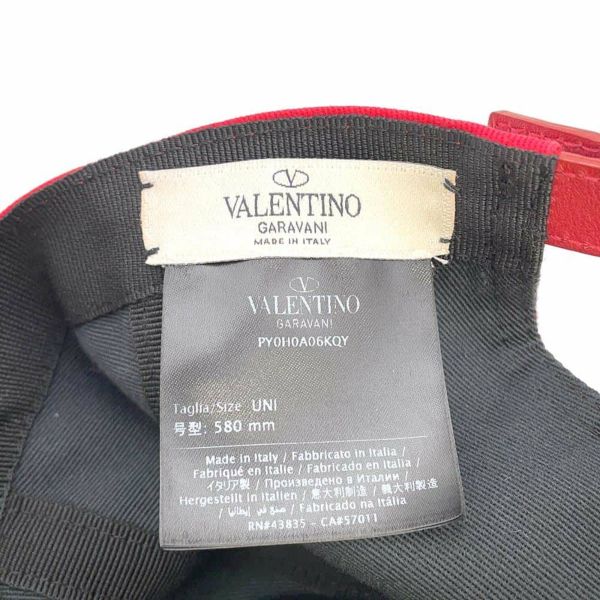 VALENTINO
GARAVANI
MADE IN ITALY
VALENTINO
GARAVANI
PY0H0A06KQY
Taglia/Size UNI
号型: 580 mm
Made in Italy / Fabbricato in Italia /
Fabriqué en Italie / Fabricado en Italia /
イタリア製 / Произведено в Италии /
Hergestellt in Italien / 意大利制造 / 義大利製造 /
صنع في إيطاليا / Fabricado na Itália
RN#43835 - CA#57011